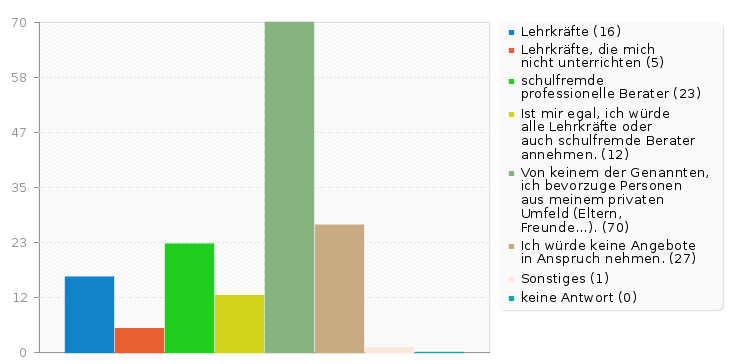 70
58
47
35
23
12
0
Lehrkräfte (16)
Lehrkräfte, die mich
nicht unterrichten (5)
schulfremde
professionelle Berater (23)
Ist mir egal, ich würde
alle Lehrkräfte oder
auch schulfremde Berater
annehmen. (12)
Von keinem der Genannten,
ich bevorzuge Personen
aus meinem privaten
Umfeld (Eltern,
Freunde...). (70)
Ich würde keine Angebote
in Anspruch nehmen. (27)
Sonstiges (1)
keine Antwort (0)